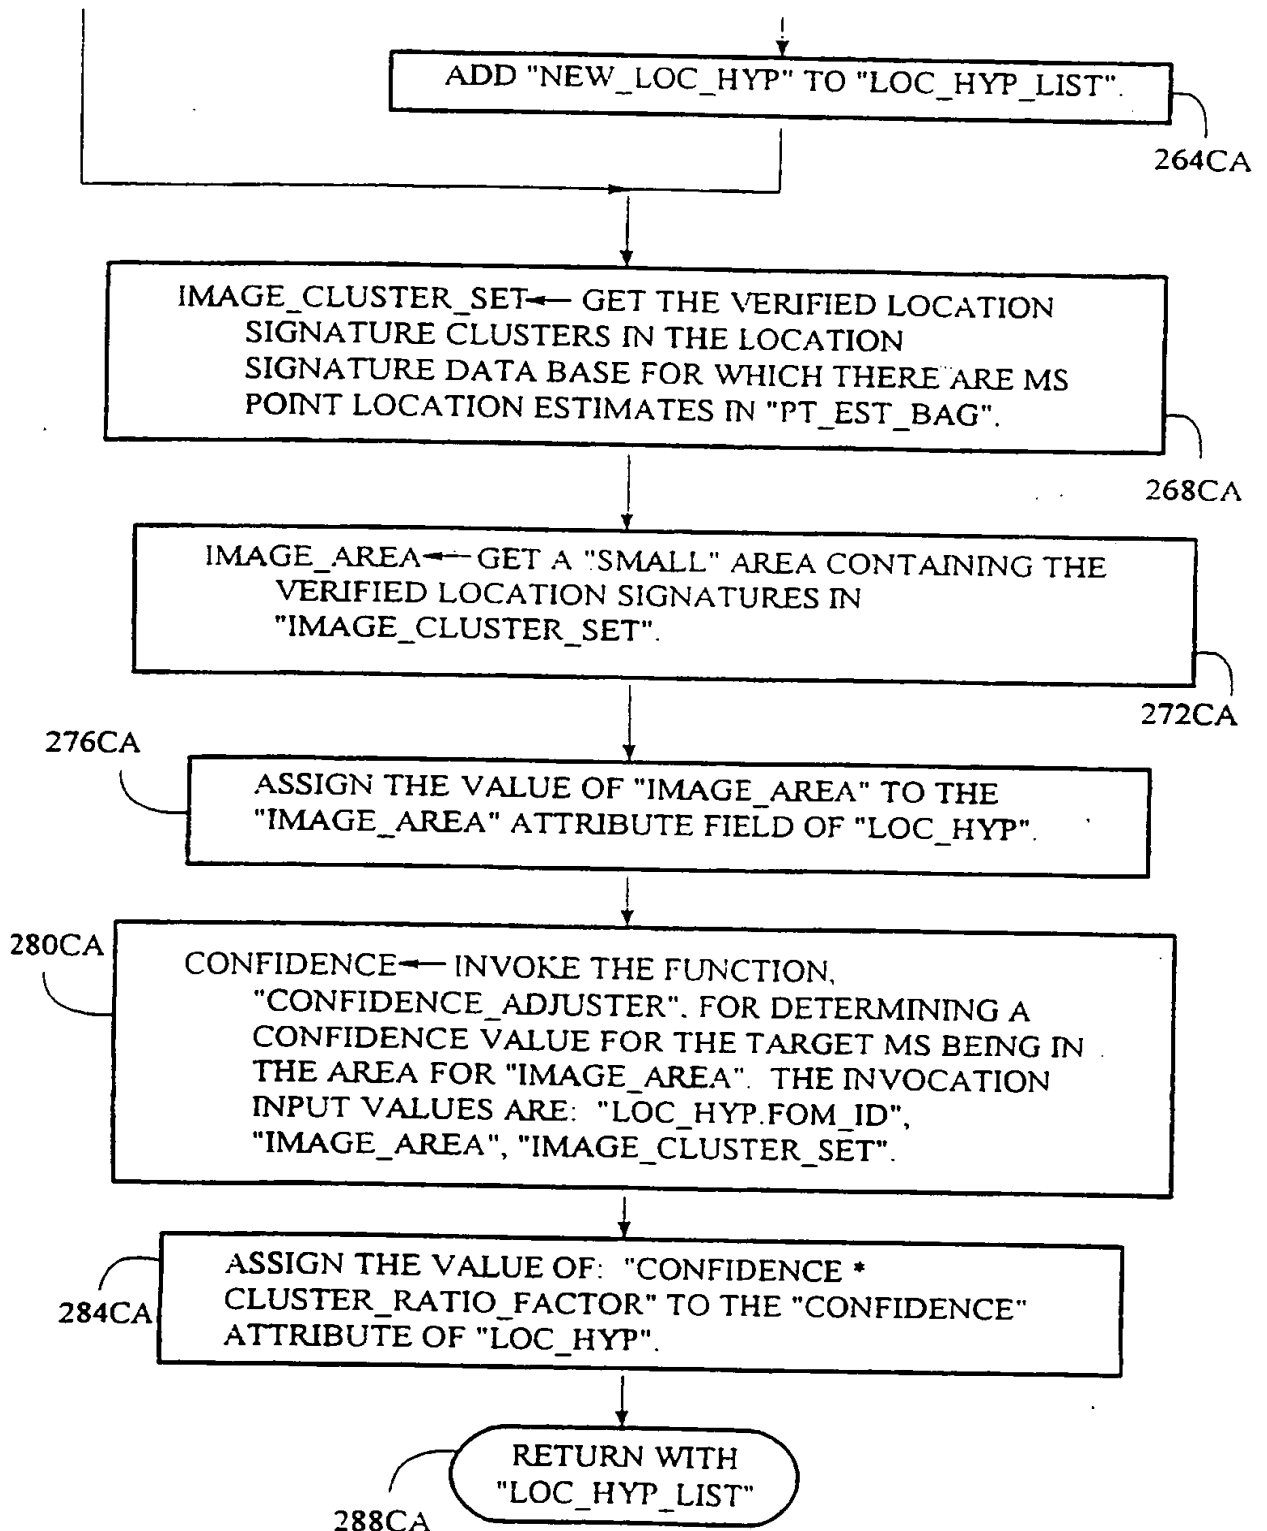 ADD "NEW_LOC_HYP" TO "LOC_HYP_LIST".
264CA
IMAGE_CLUSTER_SET← GET THE VERIFIED LOCATION
SIGNATURE CLUSTERS IN THE LOCATION
SIGNATURE DATA BASE FOR WHICH THERE ARE MS
POINT LOCATION ESTIMATES IN "PT_EST_BAG".
268CA
IMAGE_AREA← GET A "SMALL" AREA CONTAINING THE
VERIFIED LOCATION SIGNATURES IN
"IMAGE_CLUSTER_SET".
272CA
276CA
ASSIGN THE VALUE OF "IMAGE_AREA" TO THE
"IMAGE_AREA" ATTRIBUTE FIELD OF "LOC_HYP".
280CA
CONFIDENCE← INVOKE THE FUNCTION,
"CONFIDENCE_ADJUSTER". FOR DETERMINING A
CONFIDENCE VALUE FOR THE TARGET MS BEING IN
THE AREA FOR "IMAGE_AREA". THE INVOCATION
INPUT VALUES ARE: "LOC_HYP.FOM_ID",
"IMAGE_AREA", "IMAGE_CLUSTER_SET".
ASSIGN THE VALUE OF: "CONFIDENCE *
CLUSTER_RATIO_FACTOR" TO THE "CONFIDENCE"
ATTRIBUTE OF "LOC_HYP".
284CA
RETURN WITH
"LOC_HYP_LIST"
288CA